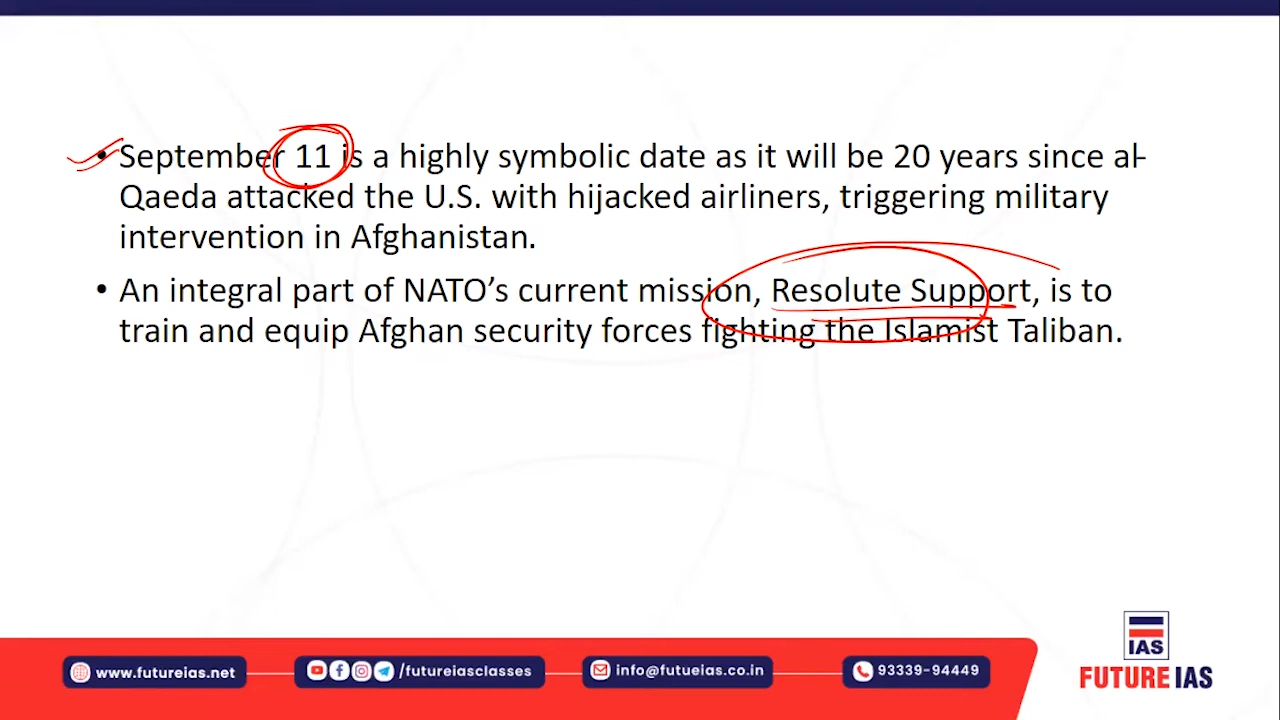 • September 11 is a highly symbolic date as it will be 20 years since al-
Qaeda attacked the U.S. with hijacked airliners, triggering military
intervention in Afghanistan.
• An integral part of NATO’s current mission, Resolute Support, is to
train and equip Afghan security forces fighting the Islamist Taliban.
IAS
www.futureias.net
/futureiasclasses
info@futueias.co.in
93339-94449
FUTURE IAS